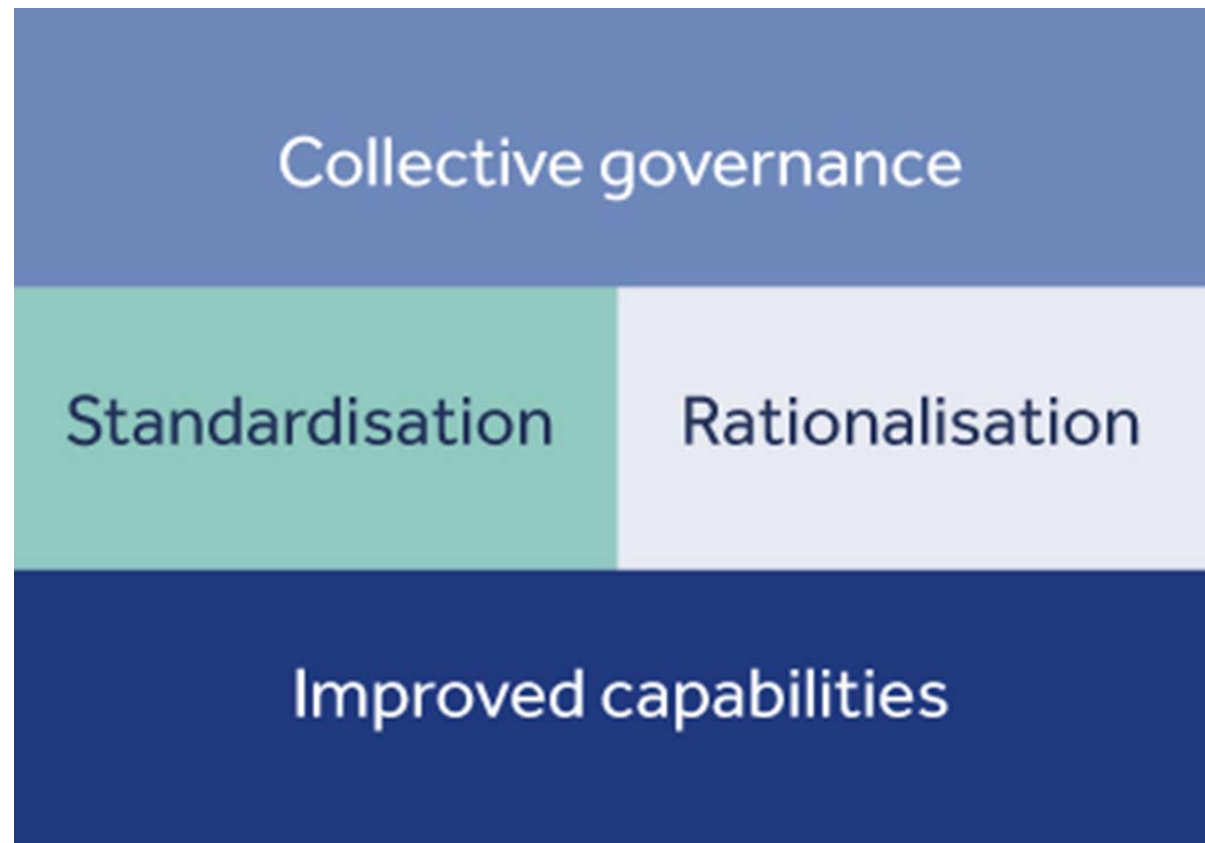 Collective governance
Standardisation
Rationalisation
Improved capabilities